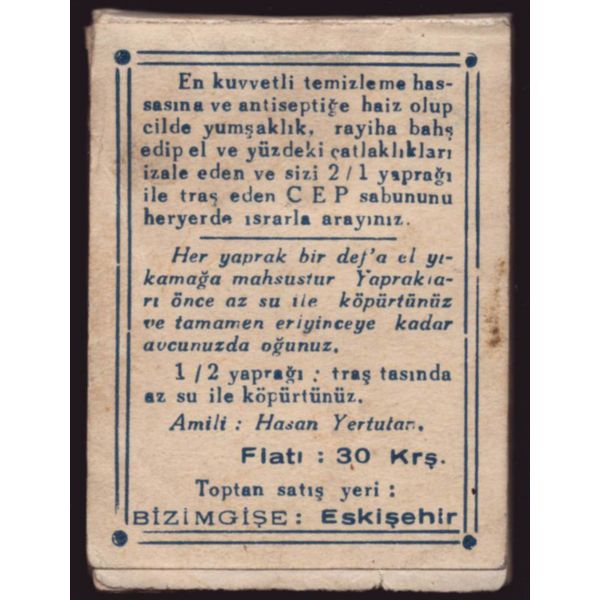 En kuvvetli temizleme has-
sasına ve antiseptiğe haiz olup
cilde yumşaklık, rayiha bahş
edip el ve yüzdeki çatlaklıkları
izale eden ve sizi 2/1 yaprağı
ile traş eden CEP sabununu
heryerde ısrarla arayınız.
Her yaprak bir def'a el yı-
kamağa mahsustur Yaprakla-
rı önce az su ile köpürtünüz
ve tamamen eriyinceye kadar
avcunuzda oğunuz.
1/2 yaprağı : traş tasında
az su ile köpürtünüz.
Amili : Hasan Yertutan.
Fiatı : 30 Krş.
Toptan satış yeri :
BİZİMGİŞE: Eskişehir